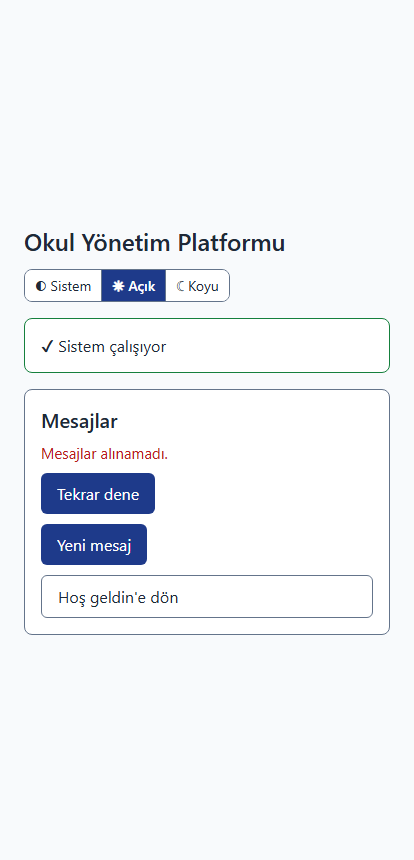 Okul Yönetim Platformu
◐ Sistem ☀ Açık ☾ Koyu
✓ Sistem çalışıyor
Mesajlar
Mesajlar alınamadı.
Tekrar dene
Yeni mesaj
Hoş geldin'e dön